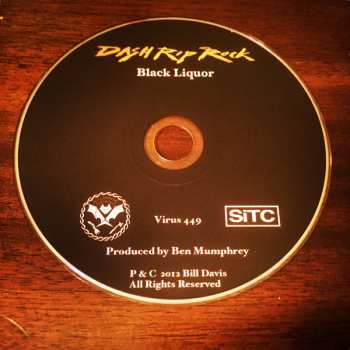 DASH RIP ROCK
Black Liquor
Virus 449
SiTC
Produced by Ben Mumphrey
P & C 2012 Bill Davis
All Rights Reserved